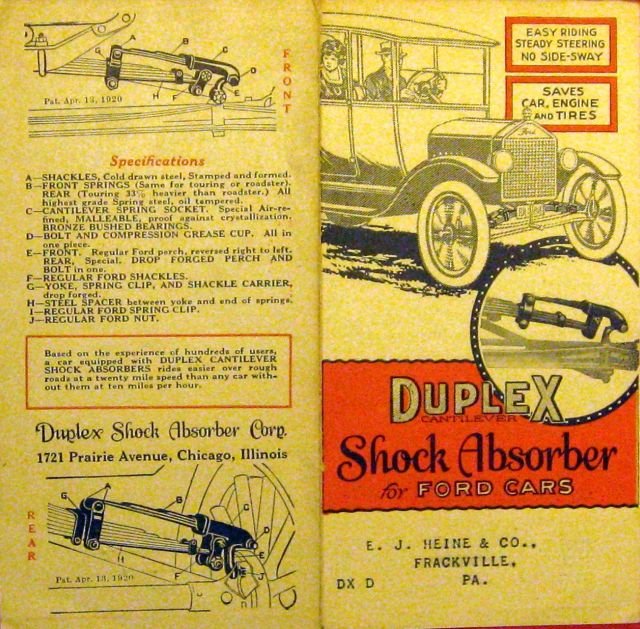 G A B C
D
E
H F
FRONT
Pat. Apr. 13, 1920
Specifications
A—SHACKLES, Cold drawn steel, Stamped and formed.
B—FRONT SPRINGS (Same for touring or roadster).
REAR (Touring 33⅓% heavier than roadster.) All
highest grade Spring steel, oil tampered.
C—CANTILEVER SPRING SOCKET. Special Air-re-
fined, MALLEABLE, proof against crystallization.
BRONZE BUSHED BEARINGS.
D—BOLT AND COMPRESSION GREASE CUP. All in
one piece.
E—FRONT. Regular Ford perch, reversed right to left.
REAR, Special. DROP FORGED PERCH AND
BOLT in one.
F—REGULAR FORD SHACKLES.
G—YOKE, SPRING CLIP, AND SHACKLE CARRIER,
drop forged.
H—STEEL SPACER between yoke and end of springs.
I—REGULAR FORD SPRING CLIP.
J—REGULAR FORD NUT.
Based on the experience of hundreds of users,
a car equipped with DUPLEX CANTILEVER
SHOCK ABSORBERS rides easier over rough
roads at a twenty mile speed than any car with-
out them at ten miles per hour.
Duplex Shock Absorber Corp.
1721 Prairie Avenue, Chicago, Illinois
G A B C
D
E
H F J
REAR
Pat. Apr. 13, 1920
EASY RIDING
STEADY STEERING
NO SIDE-SWAY
SAVES
CAR, ENGINE
AND TIRES
Ford
DUPLEX
CANTILEVER
Shock Absorber
for FORD CARS
E. J. HEINE & CO.,
FRACKVILLE,
DX D PA.